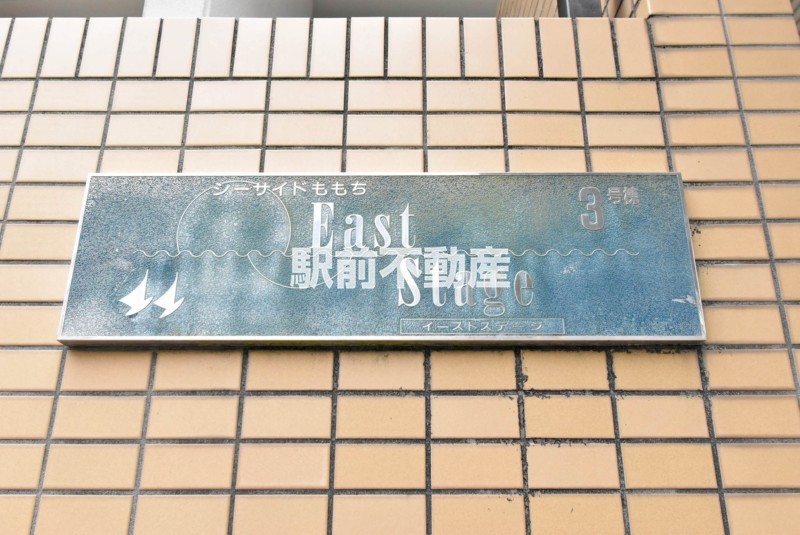 シーサイドももち
3号棟
East
駅前不動産
Stage
イーストステージ